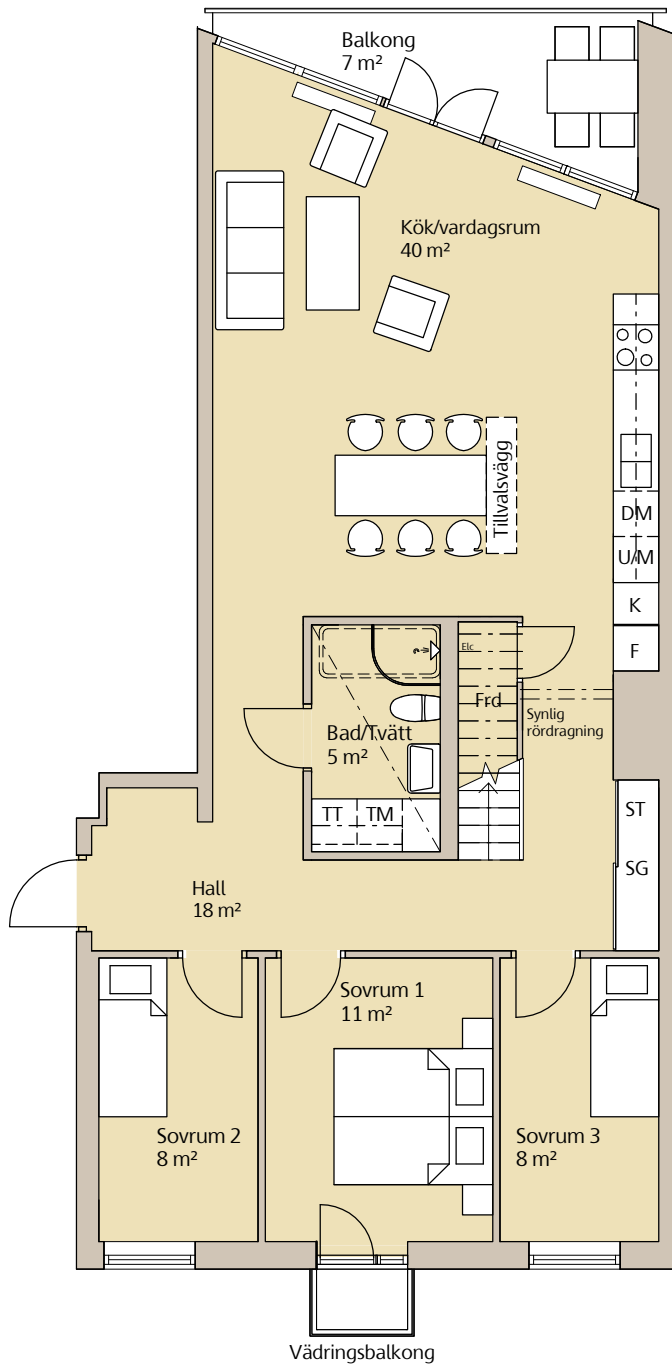 Balkong
7 m²
Kök/vardagsrum
40 m²
Tillvalsvägg
DM
U/M
K
F
Elc
Frd
Synlig
rördragning
Bad/Tvätt
5 m²
TT
TM
ST
SG
Hall
18 m²
Sovrum 1
11 m²
Sovrum 2
8 m²
Sovrum 3
8 m²
Vädringsbalkong